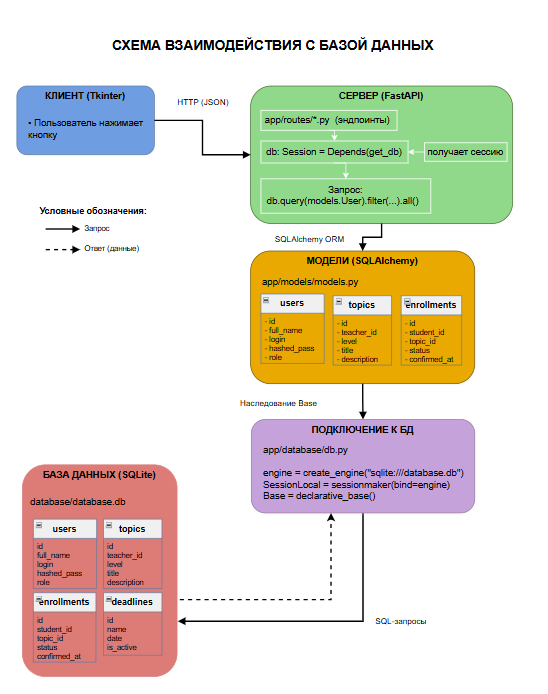 СХЕМА ВЗАИМОДЕЙСТВИЯ С БАЗОЙ ДАННЫХ
КЛИЕНТ (Tkinter)
• Пользователь нажимает
кнопку
HTTP (JSON)
СЕРВЕР (FastAPI)
app/routes/*.py (эндпоинты)
db: Session = Depends(get_db)
получает сессию
Запрос:
db.query(models.User).filter(...).all()
Условные обозначения:
Запрос
Ответ (данные)
SQLAlchemy ORM
МОДЕЛИ (SQLAlchemy)
app/models/models.py
users
- id
- full_name
- login
- hashed_pass
- role
topics
- id
- teacher_id
- level
- title
- description
enrollments
- id
- student_id
- topic_id
- status
- confirmed_at
Наследование Base
ПОДКЛЮЧЕНИЕ К БД
app/database/db.py
engine = create_engine("sqlite:///database.db")
SessionLocal = sessionmaker(bind=engine)
Base = declarative_base()
БАЗА ДАННЫХ (SQLite)
database/database.db
users
id
full_name
login
hashed_pass
role
topics
id
teacher_id
level
title
description
enrollments
id
student_id
topic_id
status
confirmed_at
deadlines
id
name
date
is_active
SQL-запросы